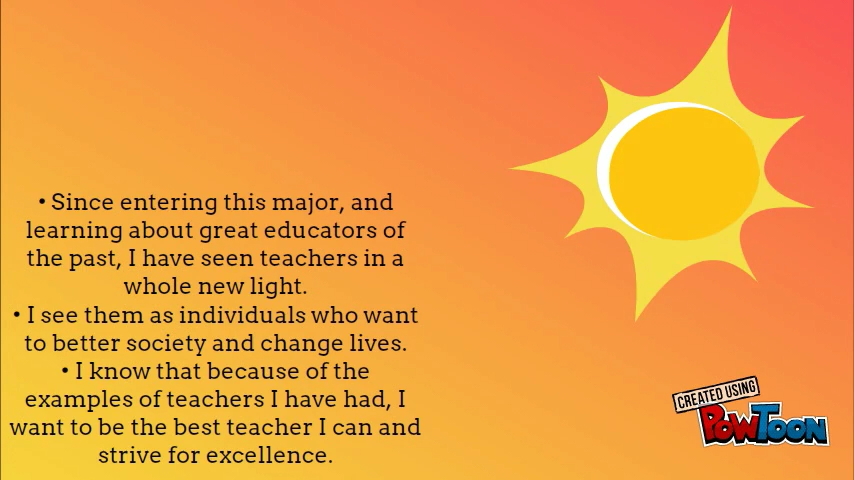 • Since entering this major, and
learning about great educators of
the past, I have seen teachers in a
whole new light.
• I see them as individuals who want
to better society and change lives.
• I know that because of the
examples of teachers I have had, I
want to be the best teacher I can and
strive for excellence.
CREATED USING
POWTOON